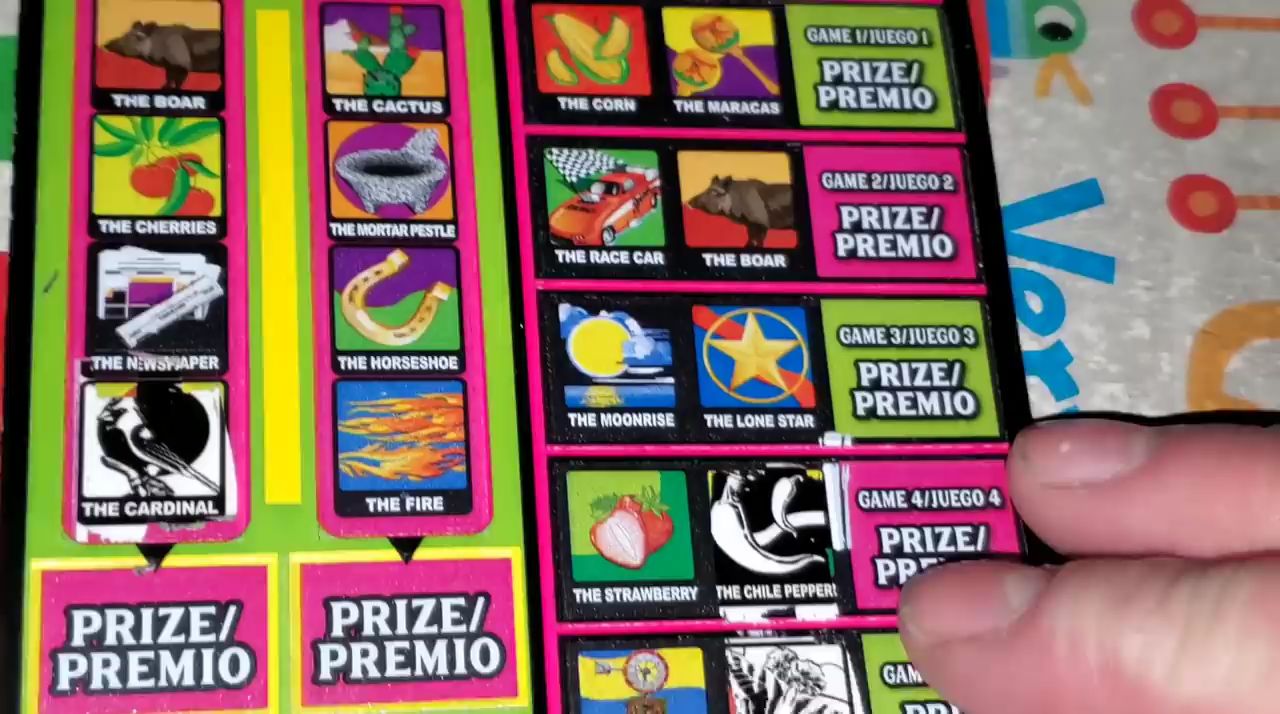 THE BOAR
THE CHERRIES
THE NEWSPAPER
THE CARDINAL
PRIZE/
PREMIO
THE CACTUS
THE MORTAR PESTLE
THE HORSESHOE
THE FIRE
PRIZE/
PREMIO
THE CORN
THE MARACAS
GAME 1/JUEGO 1
PRIZE/
PREMIO
THE RACE CAR
THE BOAR
GAME 2/JUEGO 2
PRIZE/
PREMIO
THE MOONRISE
THE LONE STAR
GAME 3/JUEGO 3
PRIZE/
PREMIO
THE STRAWBERRY
THE CHILE PEPPER
GAME 4/JUEGO 4
PRIZE/
Ver